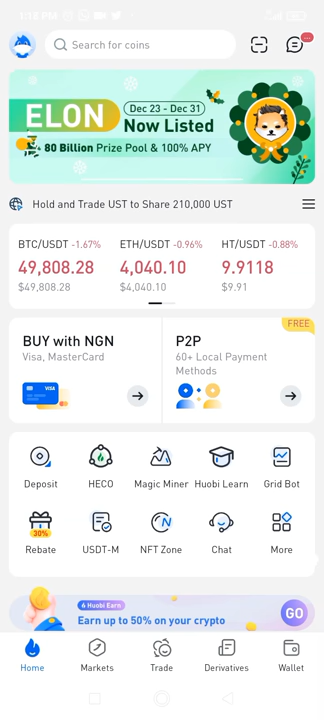 1:18 PM
Search for coins
...
ELON
Dec 23 - Dec 31
Now Listed
80 Billion Prize Pool & 100% APY
Hold and Trade UST to Share 210,000 UST
BTC/USDT -1.67% ETH/USDT -0.96% HT/USDT -0.88%
49,808.28 4,040.10 9.9118
$49,808.28 $4,040.10 $9.91
FREE
BUY with NGN
Visa, MasterCard
P2P
60+ Local Payment
Methods
Deposit HECO Magic Miner Huobi Learn Grid Bot
30%
Rebate USDT-M NFT Zone Chat More
Huobi Earn
Earn up to 50% on your crypto
GO
Home Markets Trade Derivatives Wallet